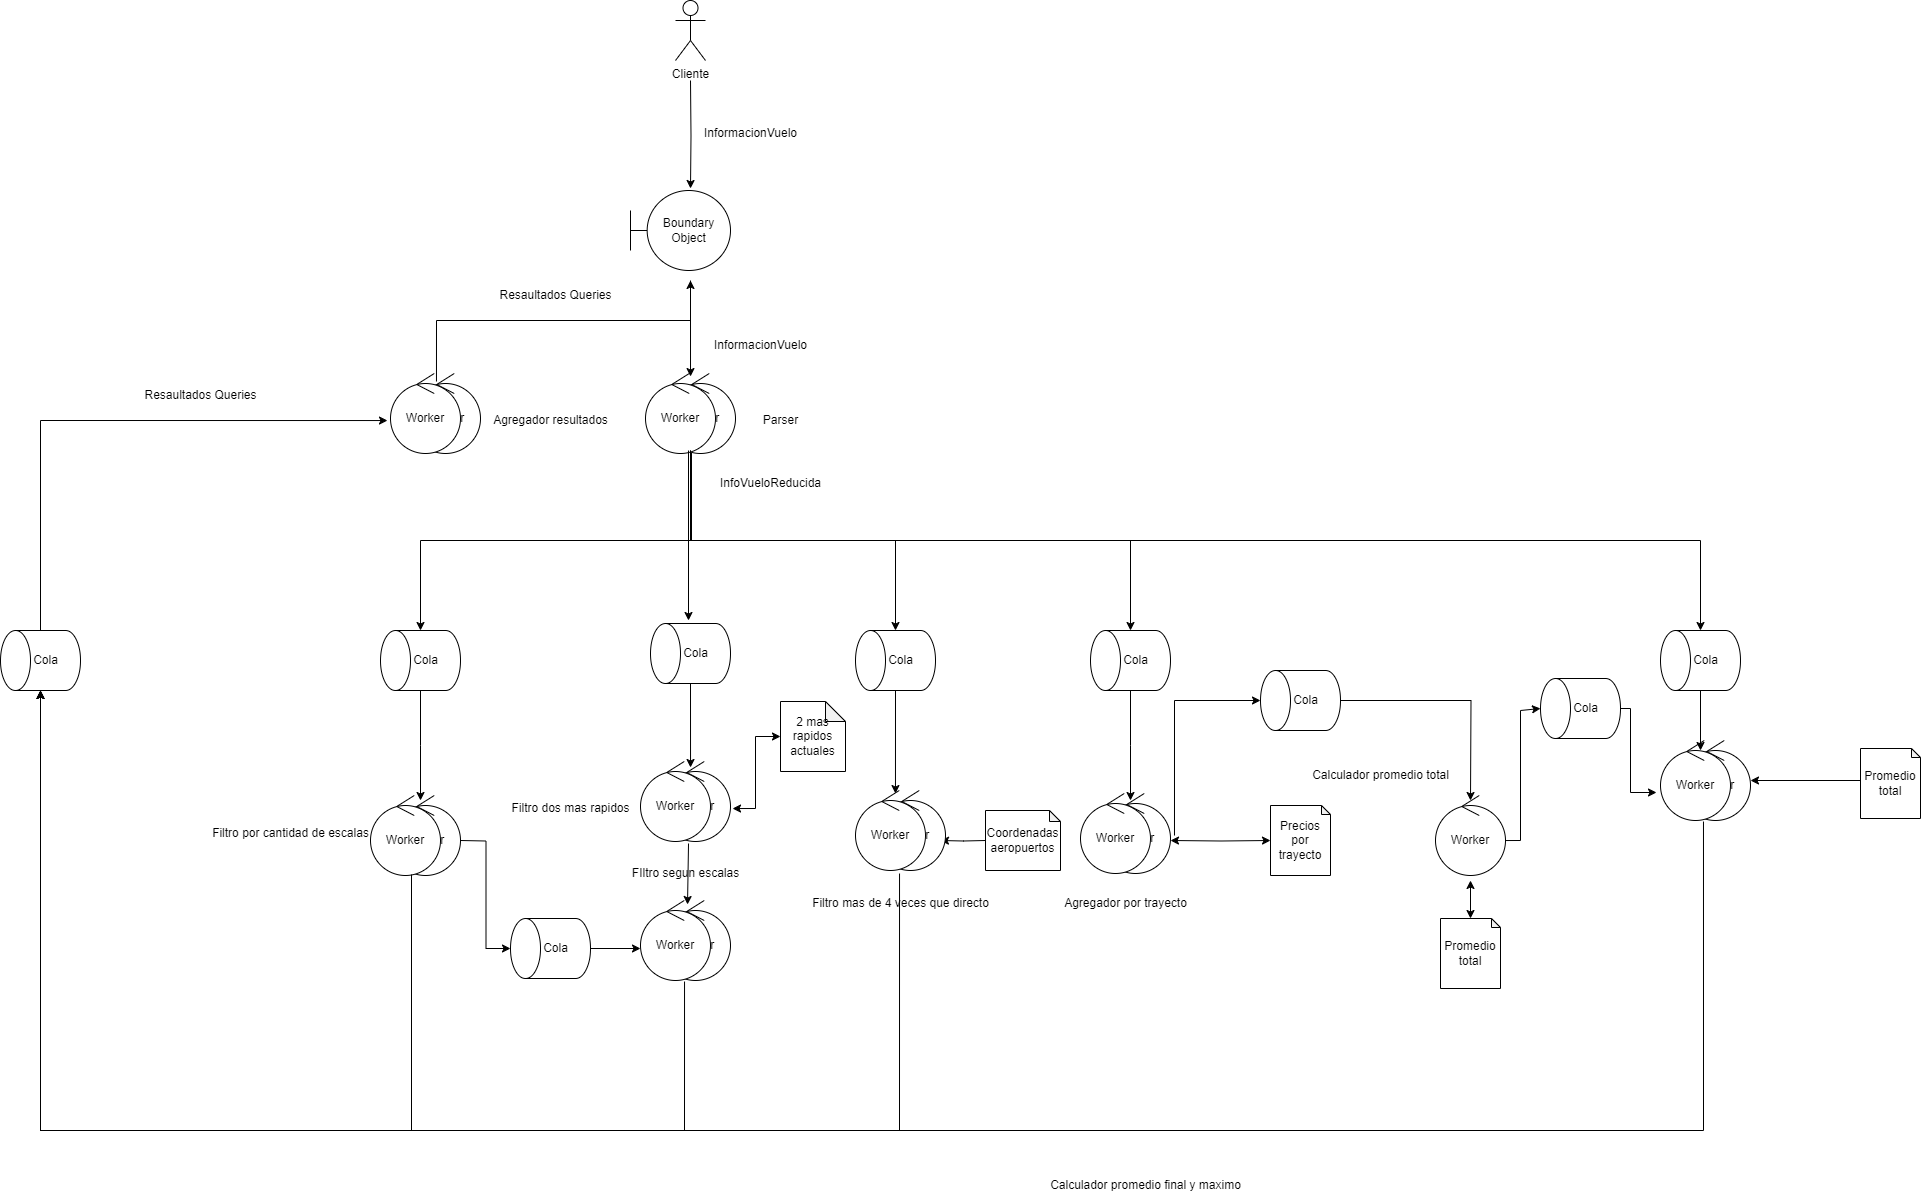 Cliente
InformacionVuelo
Boundary
Object
Resaultados Queries
InformacionVuelo
Resaultados Queries
Worker
r
Agregador resultados
Worker
r
Parser
InfoVueloReducida
Cola
Cola
Cola
Cola
Cola
Cola
Cola
Cola
2 mas
rapidos
actuales
Calculador promedio total
Worker
r
Promedio
total
Filtro dos mas rapidos
Worker
r
Filtro por cantidad de escalas
Worker
r
Worker
r
Coordenadas
aeropuertos
Worker
r
Precios
por
trayecto
Worker
FIltro segun escalas
Filtro mas de 4 veces que directo
Agregador por trayecto
Cola
Worker
r
Promedio
total
Calculador promedio final y maximo